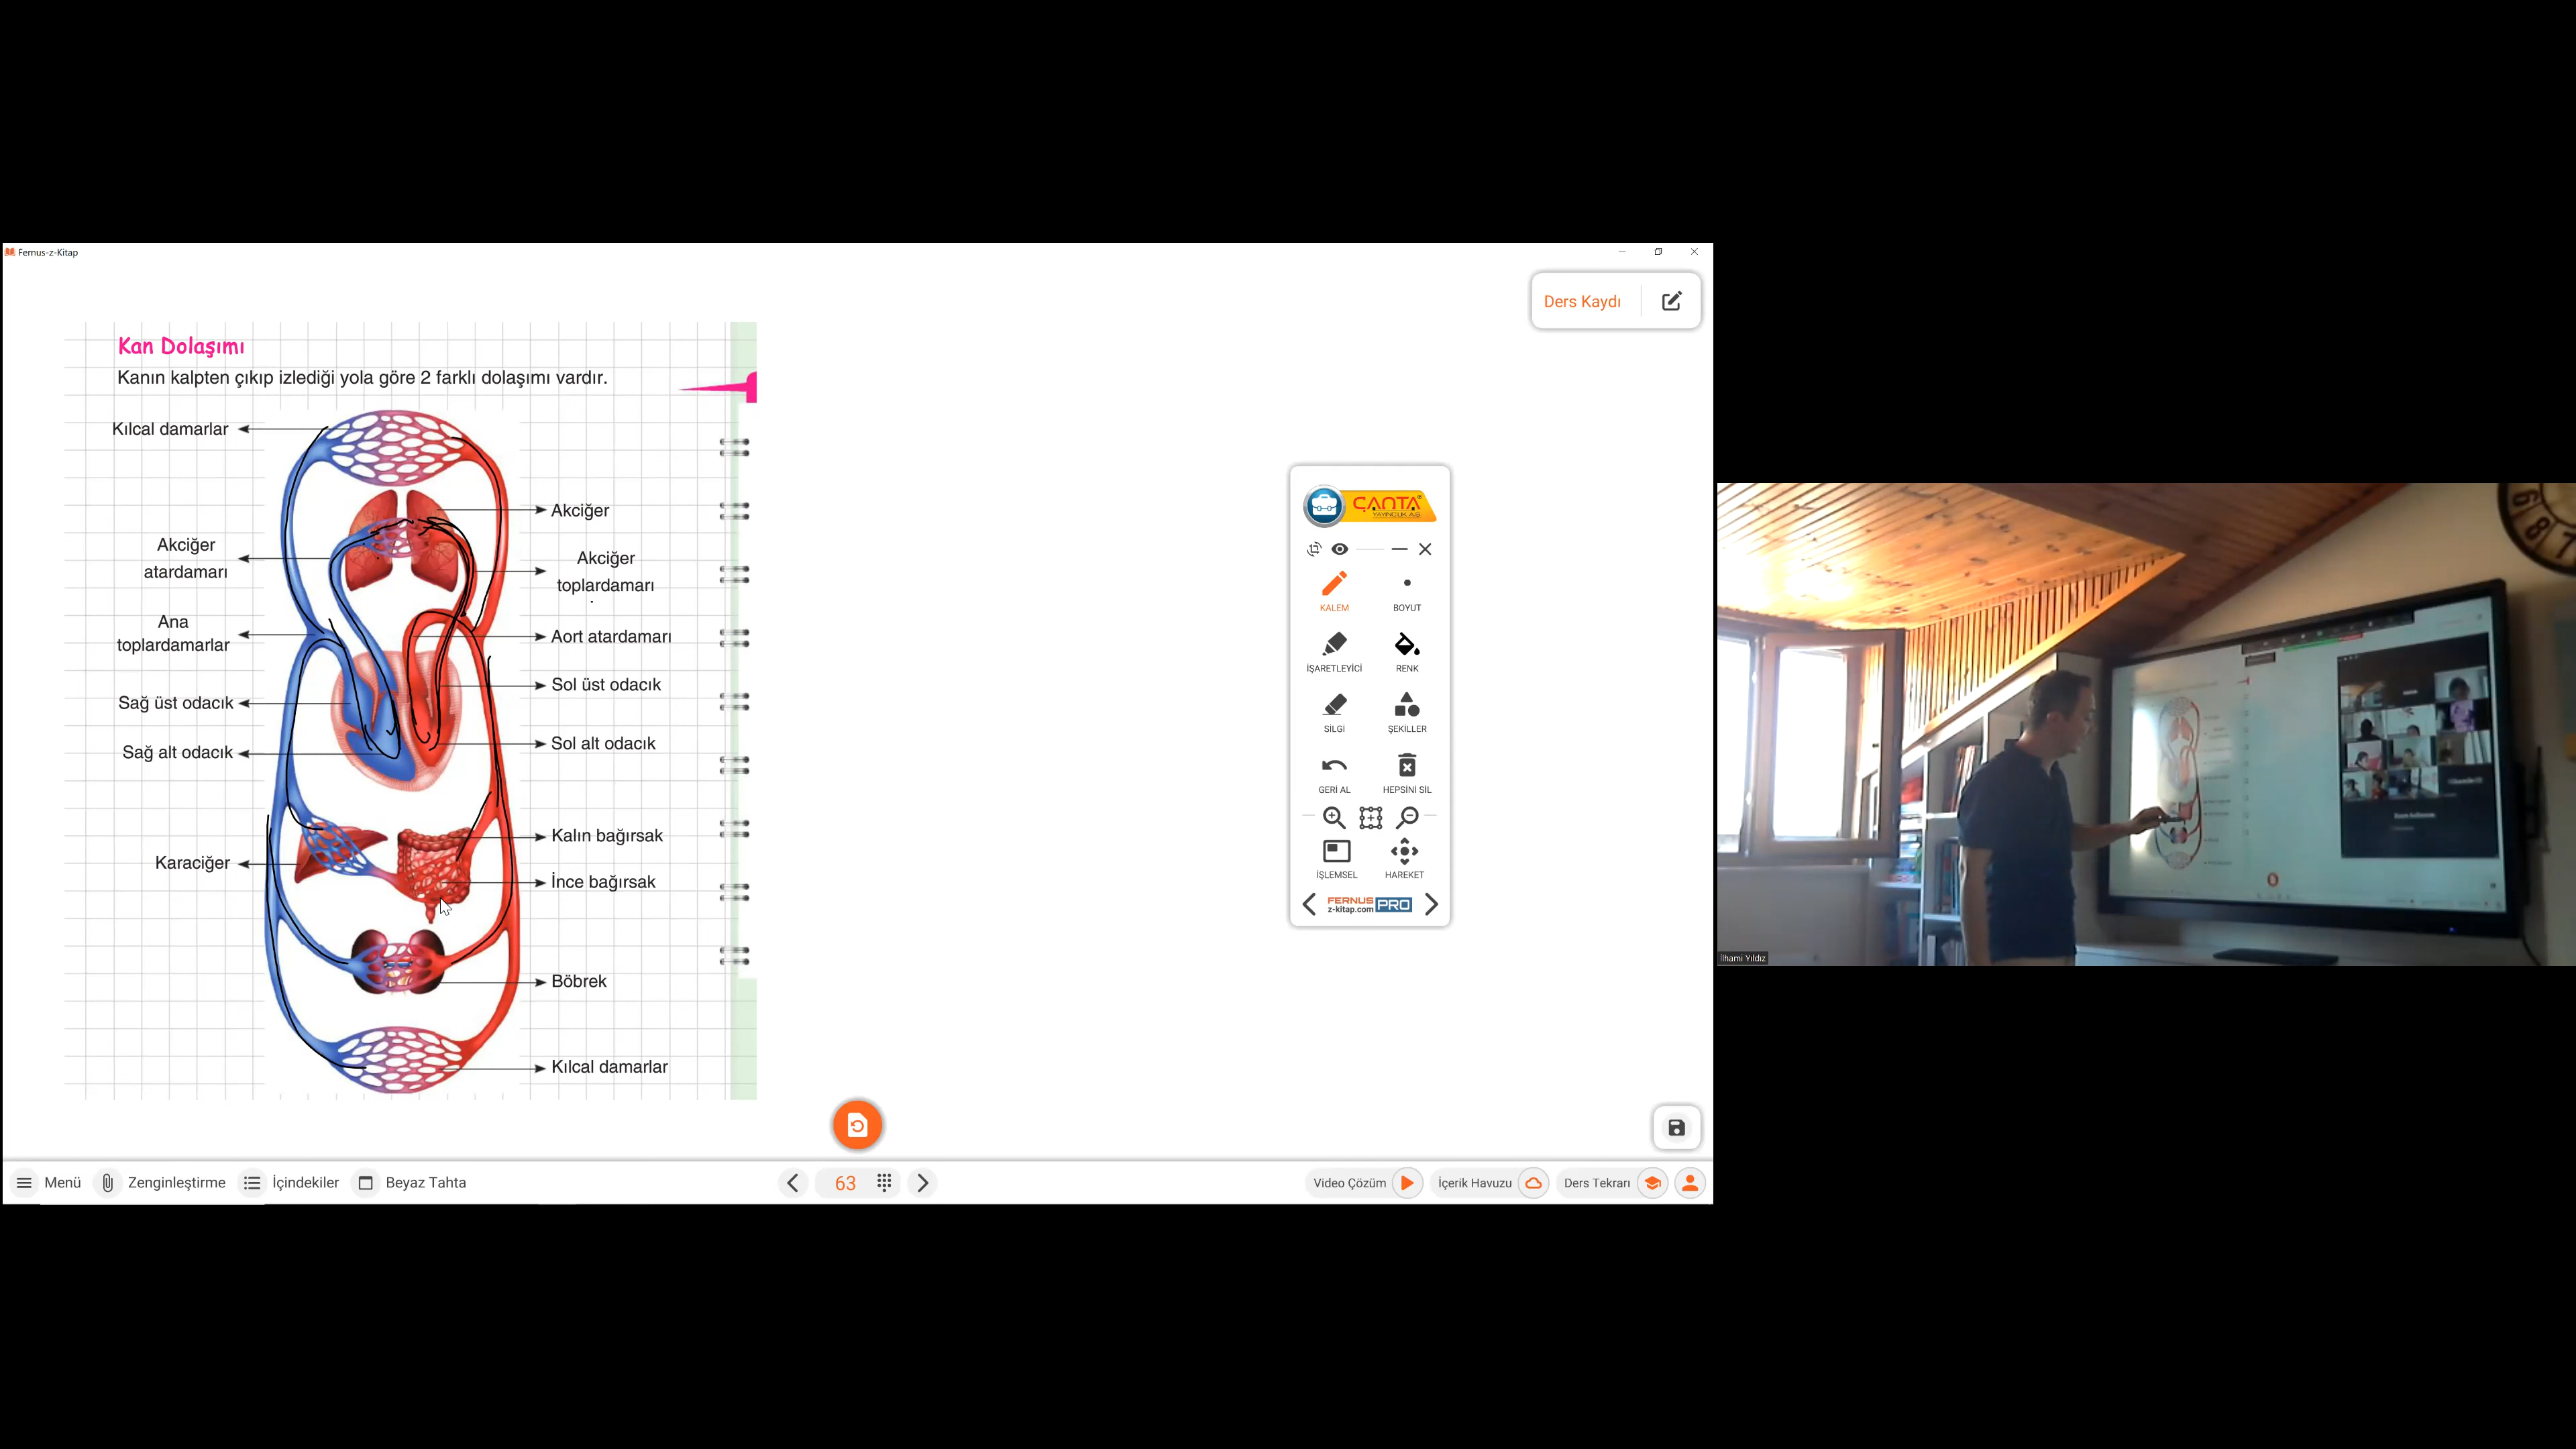 Fernus-z-Kitap
Ders Kaydı
Kan Dolaşımı
Kanın kalpten çıkıp izlediği yola göre 2 farklı dolaşımı vardır.
Kılcal damarlar
Akciğer
Akciğer
atardamarı
Akciğer
toplardamarı
Ana
toplardamarlar
Aort atardamarı
Sağ üst odacık
Sol üst odacık
Sağ alt odacık
Sol alt odacık
Kalın bağırsak
Karaciğer
İnce bağırsak
Böbrek
Kılcal damarlar
ÇANTA
YAYINCILIK A.Ş.
KALEM
BOYUT
İŞARETLEYİCİ
RENK
SİLGİ
ŞEKİLLER
GERİ AL
HEPSİNİ SİL
İŞLEMSEL
HAREKET
FERNUS
z-kitap.com
PRO
İlhami Yıldız
Menü
Zenginleştirme
İçindekiler
Beyaz Tahta
63
Video Çözüm
İçerik Havuzu
Ders Tekrarı